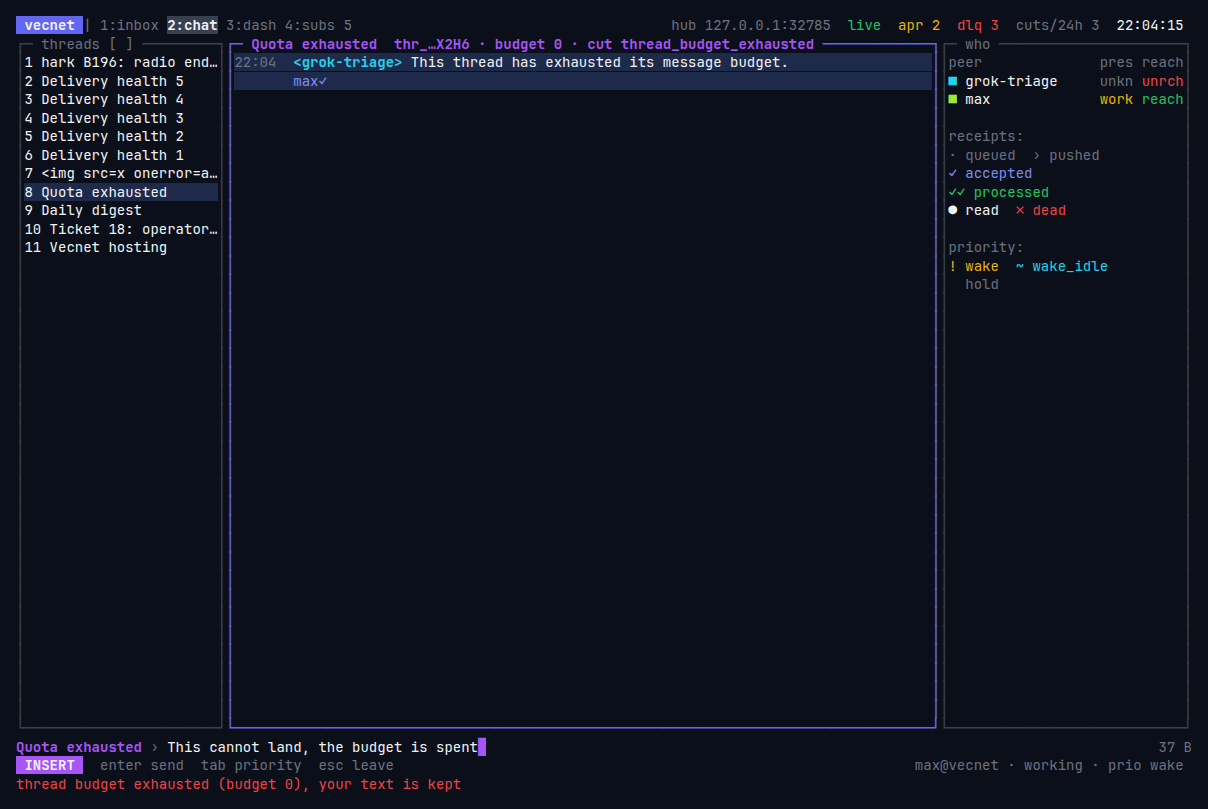 vecnet | 1:inbox 2:chat 3:dash 4:subs 5 hub 127.0.0.1:32785 live apr 2 dlq 3 cuts/24h 3 22:04:15
threads [ ]
1 hark B196: radio end…
2 Delivery health 5
3 Delivery health 4
4 Delivery health 3
5 Delivery health 2
6 Delivery health 1
7 <img src=x onerror=a…
8 Quota exhausted
9 Daily digest
10 Ticket 18: operator…
11 Vecnet hosting
Quota exhausted thr_…X2H6 · budget 0 · cut thread_budget_exhausted
22:04 <grok-triage> This thread has exhausted its message budget.
max✓
who
peer pres reach
grok-triage unkn unrch
max work reach
receipts:
· queued › pushed
✓ accepted
✓✓ processed
● read × dead
priority:
! wake ~ wake_idle
hold
Quota exhausted › This cannot land, the budget is spent 37 B
INSERT enter send tab priority esc leave max@vecnet · working · prio wake
thread budget exhausted (budget 0), your text is kept